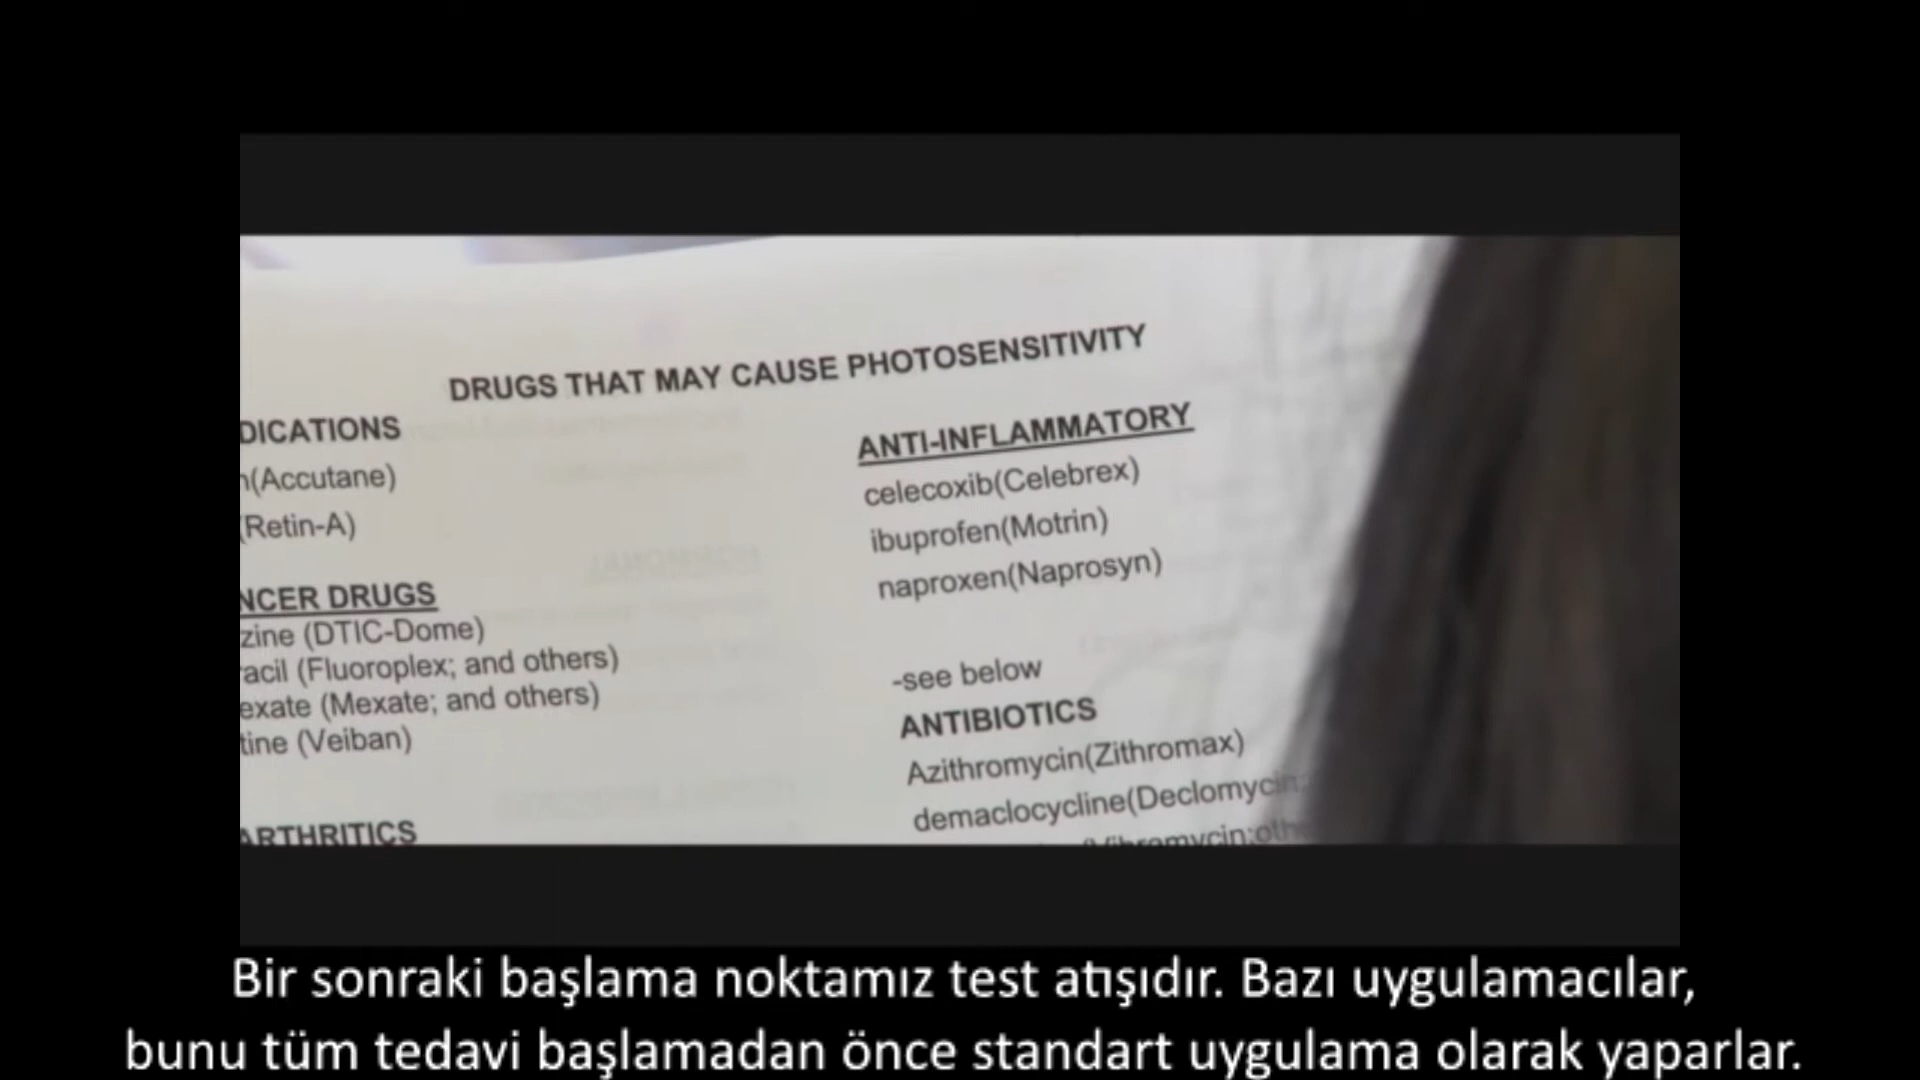 DRUGS THAT MAY CAUSE PHOTOSENSITIVITY
DICATIONS
(Accutane)
(Retin-A)
NCER DRUGS
zine (DTIC-Dome)
acil (Fluoroplex; and others)
exate (Mexate; and others)
tine (Veiban)
ARTHRITICS
ANTI-INFLAMMATORY
celecoxib(Celebrex)
ibuprofen(Motrin)
naproxen(Naprosyn)
-see below
ANTIBIOTICS
Azithromycin(Zithromax)
demaclocycline(Declomycin;
Bir sonraki başlama noktamız test atışıdır. Bazı uygulamacılar,
bunu tüm tedavi başlamadan önce standart uygulama olarak yaparlar.